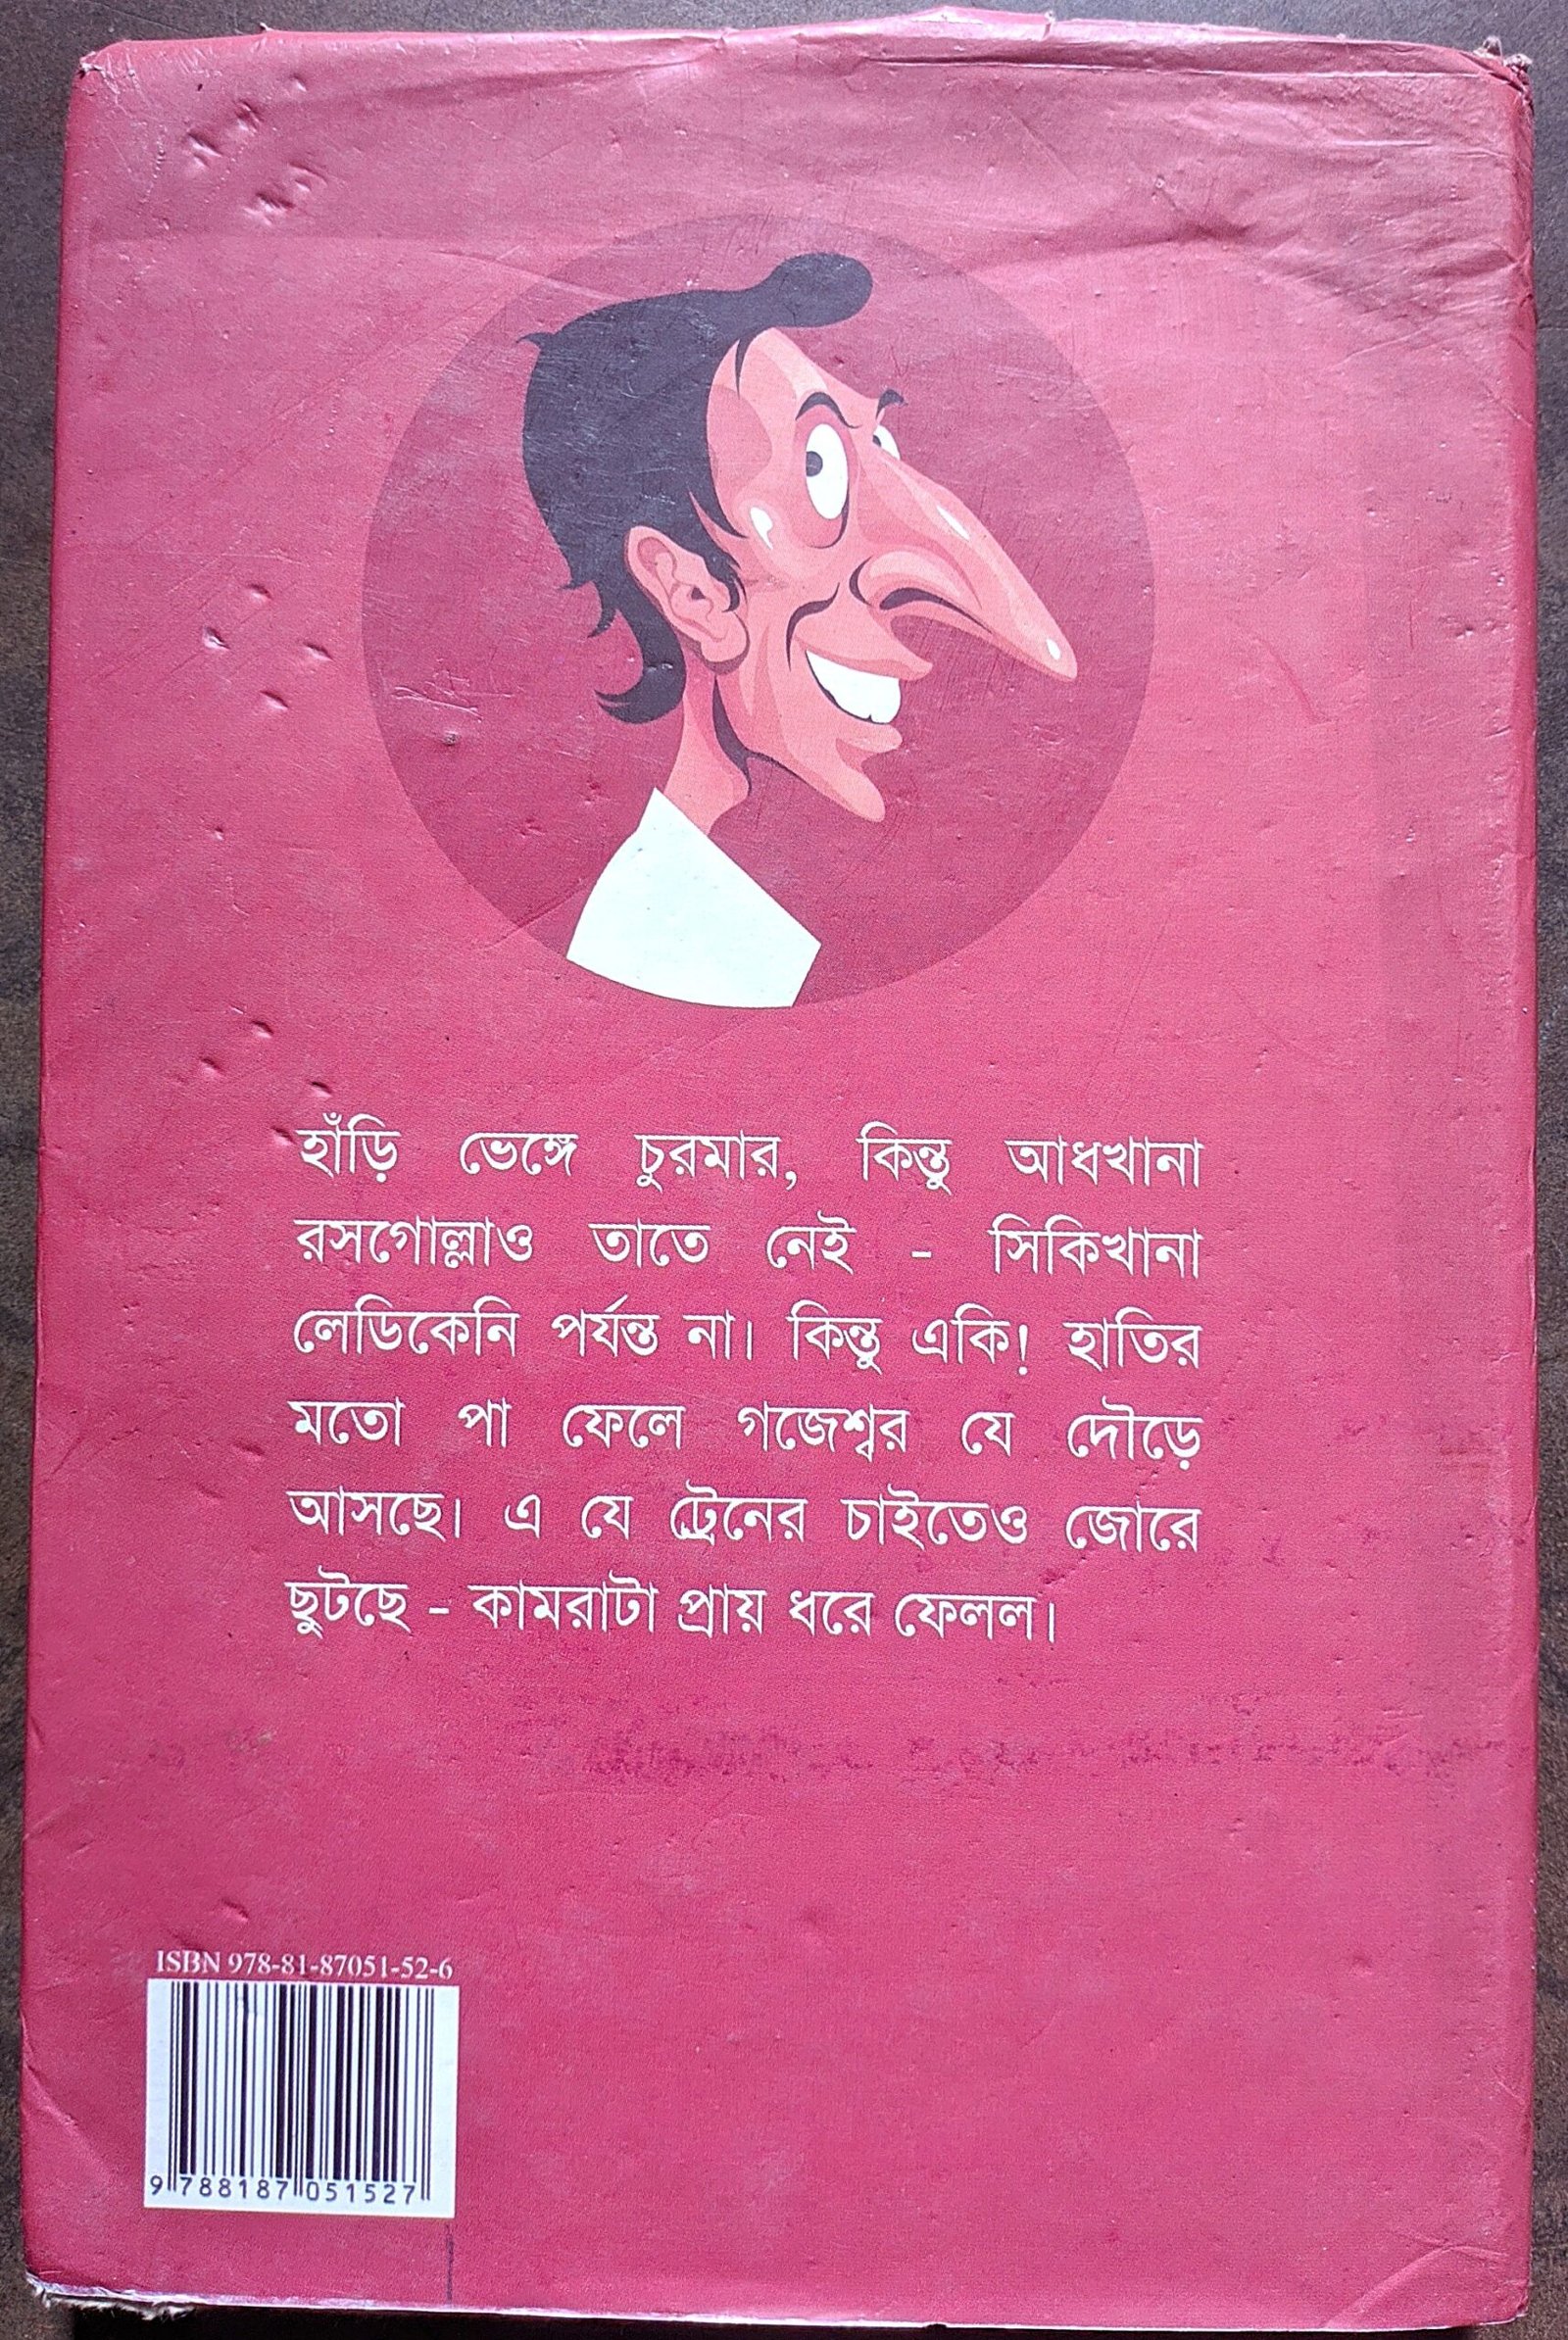 হাঁড়ি ভেঙ্গে চুরমার, কিন্তু আধখানা
রসগোল্লাও তাতে নেই - সিকিখানা
লেডিকেনি পর্যন্ত না। কিন্তু একি! হাতির
মতো পা ফেলে গজেশ্বর যে দৌড়ে
আসছে। এ যে ট্রেনের চাইতেও জোরে
ছুটছে - কামরাটা প্রায় ধরে ফেলল।
ISBN 978-81-87051-52-6
9 788187 051527